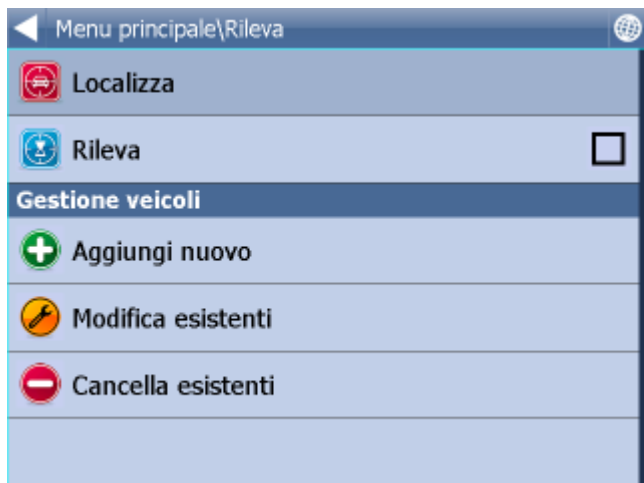 Menu principale\Rileva
Localizza
Rileva
Gestione veicoli
Aggiungi nuovo
Modifica esistenti
Cancella esistenti